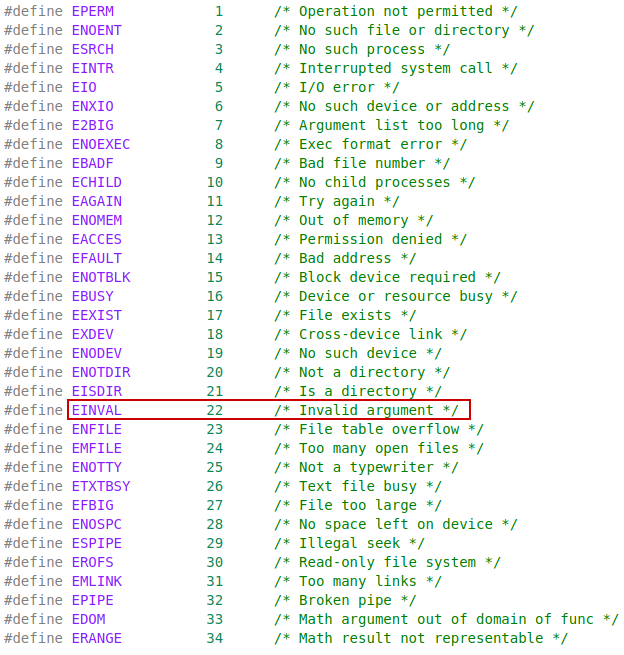 #define EPERM 1 /* Operation not permitted */
#define ENOENT 2 /* No such file or directory */
#define ESRCH 3 /* No such process */
#define EINTR 4 /* Interrupted system call */
#define EIO 5 /* I/O error */
#define ENXIO 6 /* No such device or address */
#define E2BIG 7 /* Argument list too long */
#define ENOEXEC 8 /* Exec format error */
#define EBADF 9 /* Bad file number */
#define ECHILD 10 /* No child processes */
#define EAGAIN 11 /* Try again */
#define ENOMEM 12 /* Out of memory */
#define EACCES 13 /* Permission denied */
#define EFAULT 14 /* Bad address */
#define ENOTBLK 15 /* Block device required */
#define EBUSY 16 /* Device or resource busy */
#define EEXIST 17 /* File exists */
#define EXDEV 18 /* Cross-device link */
#define ENODEV 19 /* No such device */
#define ENOTDIR 20 /* Not a directory */
#define EISDIR 21 /* Is a directory */
#define EINVAL 22 /* Invalid argument */
#define ENFILE 23 /* File table overflow */
#define EMFILE 24 /* Too many open files */
#define ENOTTY 25 /* Not a typewriter */
#define ETXTBSY 26 /* Text file busy */
#define EFBIG 27 /* File too large */
#define ENOSPC 28 /* No space left on device */
#define ESPIPE 29 /* Illegal seek */
#define EROFS 30 /* Read-only file system */
#define EMLINK 31 /* Too many links */
#define EPIPE 32 /* Broken pipe */
#define EDOM 33 /* Math argument out of domain of func */
#define ERANGE 34 /* Math result not representable */